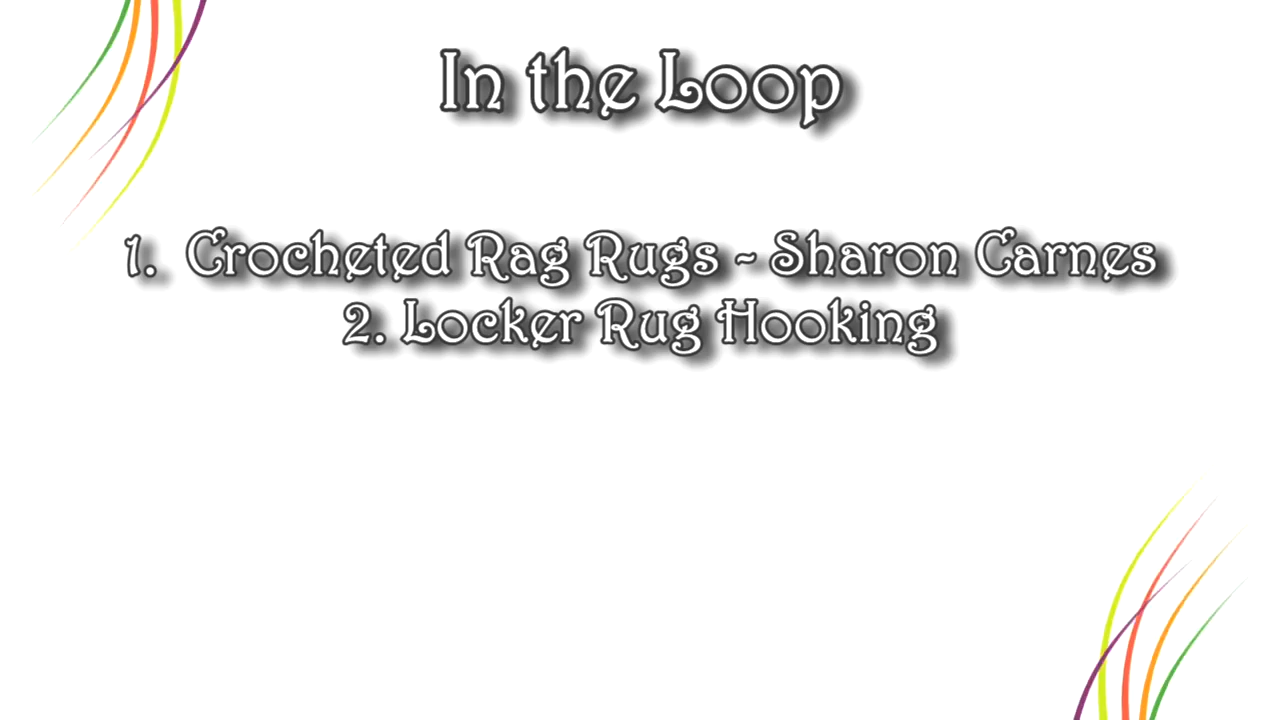 In the Loop
1. Crocheted Rag Rugs ~ Sharon Carnes
2. Locker Rug Hooking